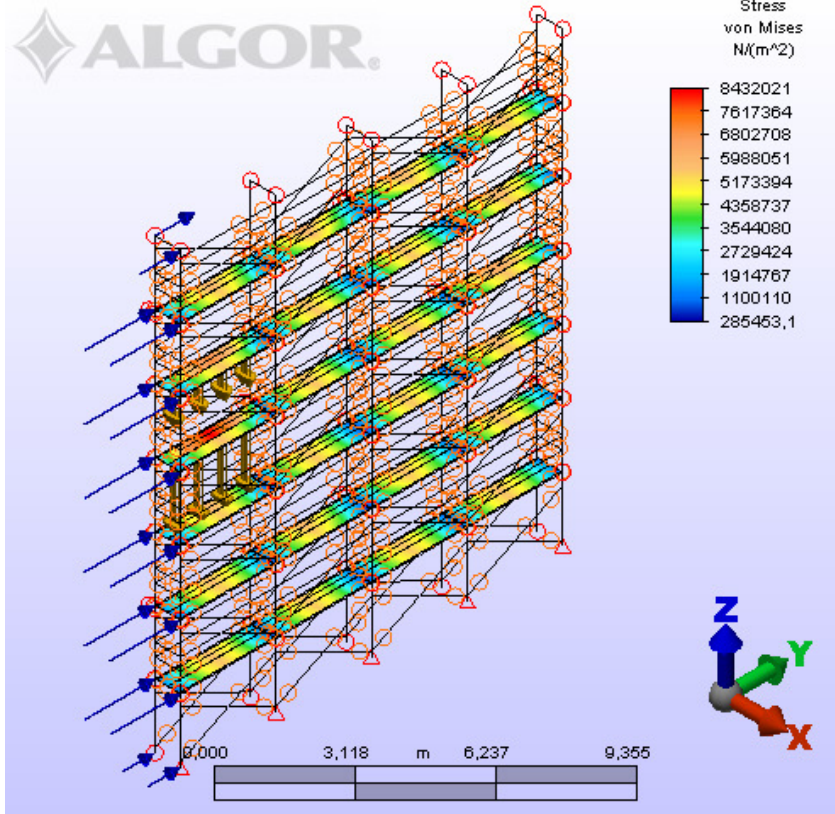 ALGOR®
Stress
von Mises
N/(m^2)
8432021
7617364
6802708
5988051
5173394
4358737
3544080
2729424
1914767
1100110
285453,1
Z
Y
X
0,000 3,118 m 6,237 9,355